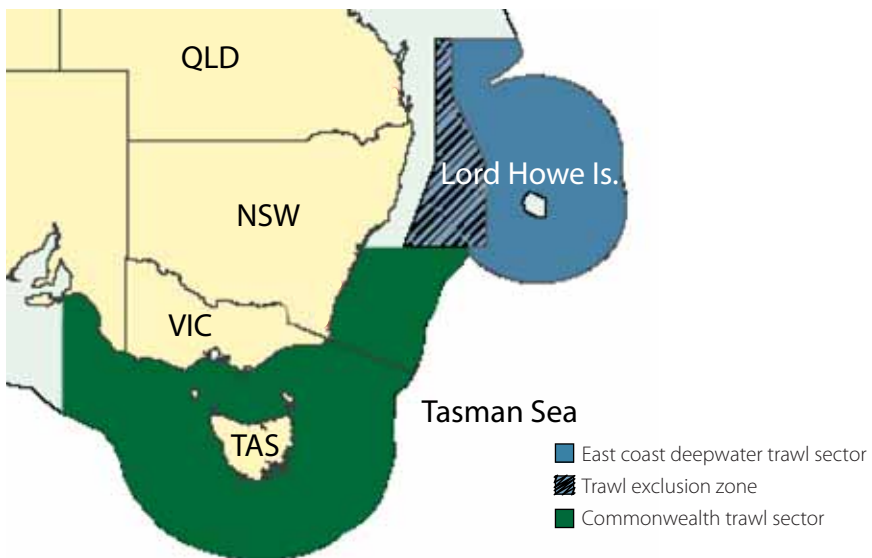 QLD
Lord Howe Is.
NSW
VIC
TAS
Tasman Sea
East coast deepwater trawl sector
Trawl exclusion zone
Commonwealth trawl sector